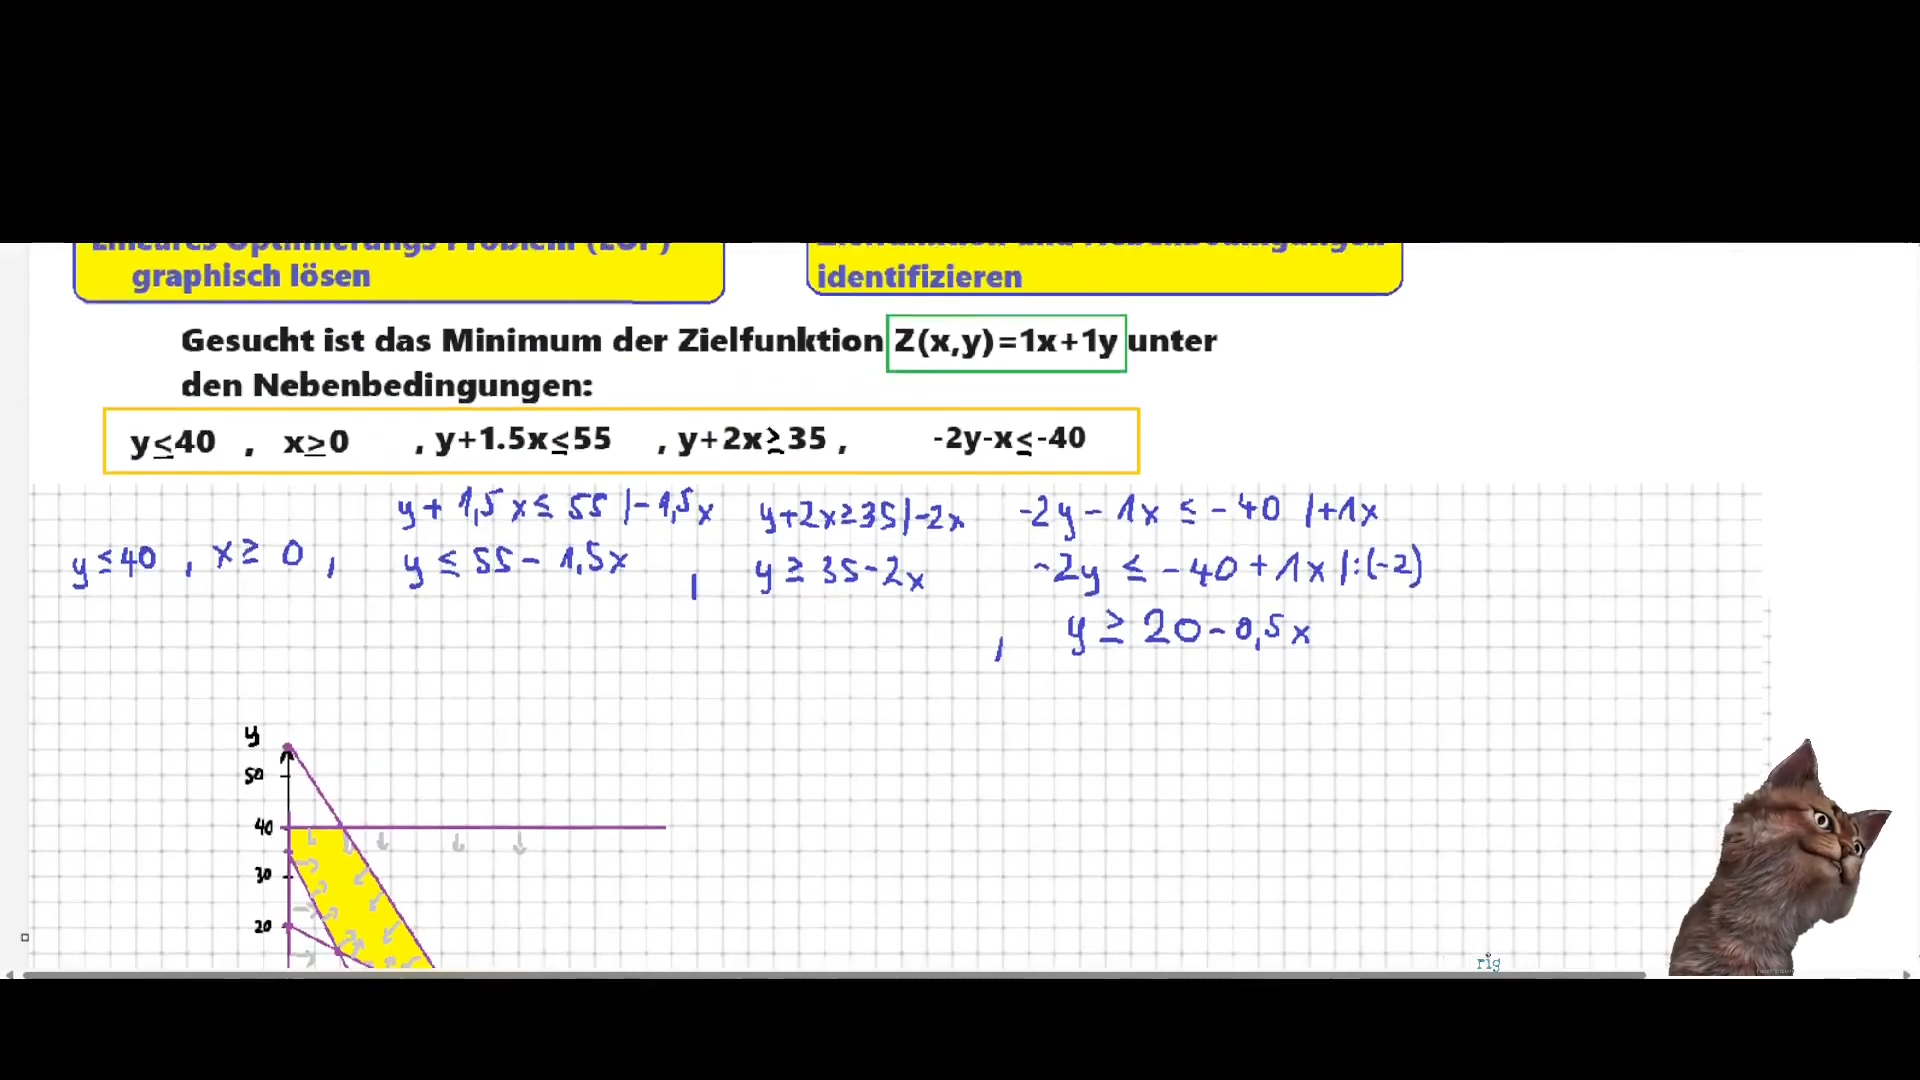 graphisch lösen
identifizieren
Gesucht ist das Minimum der Zielfunktion Z(x,y)=1x+1y unter
den Nebenbedingungen:
y≤40 , x≥0 , y+1.5x≤55 , y+2x≥35 , -2y-x≤-40
y+1,5x≤ 55 |-1,5x y+2x≥35|-2x -2y-1x ≤ -40 |+1x
y≤40 , x≥ 0 , y ≤ 55-1,5x , y ≥ 35-2x -2y ≤ -40+1x |:(-2)
, y ≥ 20-0,5x
y
50
40
30
20
rig